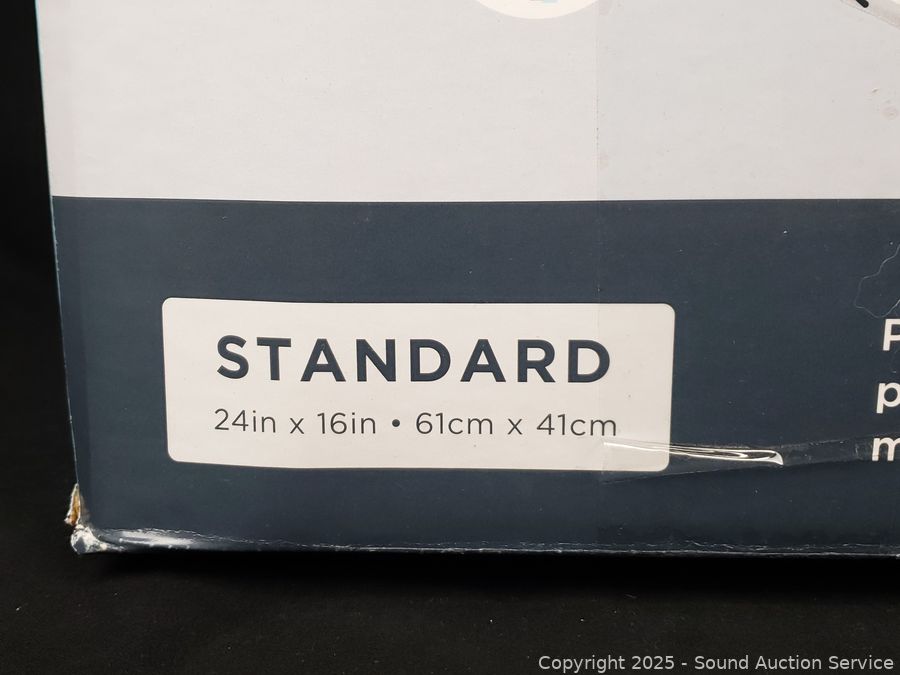 STANDARD
24in x 16in • 61cm x 41cm
Copyright 2025 - Sound Auction Service